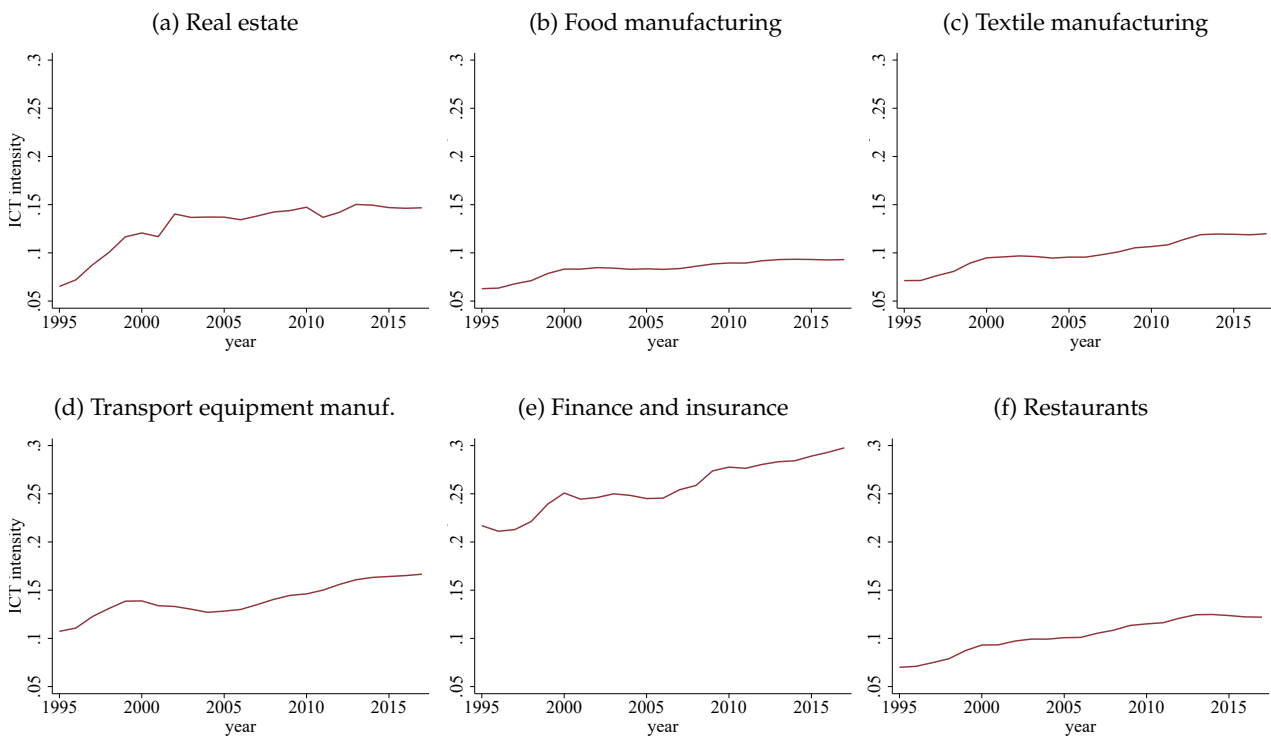 (a) Real estate
(b) Food manufacturing
(c) Textile manufacturing
ICT intensity
.3
.25
.2
.15
.1
.05
1995 2000 2005 2010 2015
year
.3
.25
.2
.15
.1
.05
1995 2000 2005 2010 2015
year
.3
.25
.2
.15
.1
.05
1995 2000 2005 2010 2015
year
(d) Transport equipment manuf.
(e) Finance and insurance
(f) Restaurants
ICT intensity
.3
.25
.2
.15
.1
.05
1995 2000 2005 2010 2015
year
.3
.25
.2
.15
.1
.05
1995 2000 2005 2010 2015
year
.3
.25
.2
.15
.1
.05
1995 2000 2005 2010 2015
year